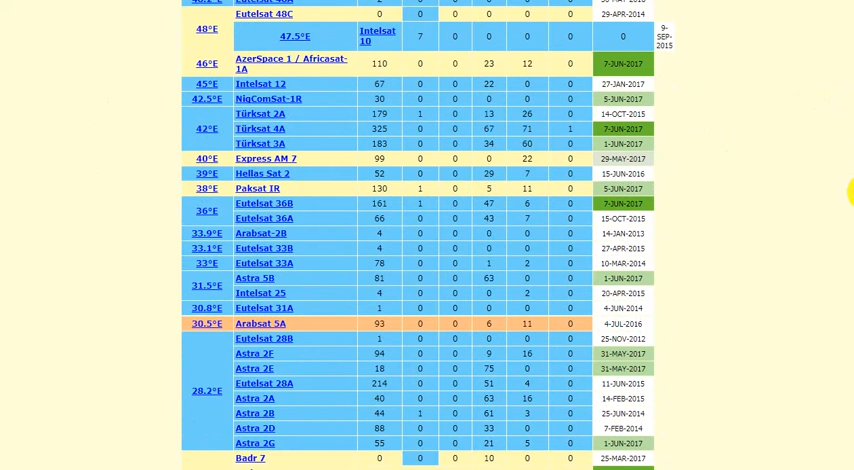 48.2°E Eutelsat 48A 2 0 0 0 0 0 30-MAY-2016
48°E Eutelsat 48C 0 0 0 0 0 0 29-APR-2014
47.5°E Intelsat 10 7 0 0 0 0 0 9-SEP-2015
46°E AzerSpace 1 / Africasat-1A 110 0 0 23 12 0 7-JUN-2017
45°E Intelsat 12 67 0 0 22 0 0 27-JAN-2017
42.5°E NigComSat-1R 30 0 0 0 0 0 5-JUN-2017
42°E Türksat 2A 179 1 0 13 26 0 14-OCT-2015
Türksat 4A 325 0 0 67 71 1 7-JUN-2017
Türksat 3A 183 0 0 34 60 0 1-JUN-2017
40°E Express AM 7 99 0 0 0 22 0 29-MAY-2017
39°E Hellas Sat 2 52 0 0 29 7 0 15-JUN-2016
38°E Paksat IR 130 1 0 5 11 0 5-JUN-2017
36°E Eutelsat 36B 161 1 0 47 6 0 7-JUN-2017
Eutelsat 36A 66 0 0 43 7 0 15-OCT-2015
33.9°E Arabsat-2B 4 0 0 0 0 0 14-JAN-2013
33.1°E Eutelsat 33B 4 0 0 0 0 0 27-APR-2015
33°E Eutelsat 33A 78 0 0 1 2 0 10-MAR-2014
31.5°E Astra 5B 81 0 0 63 0 0 1-JUN-2017
Intelsat 25 4 0 0 0 2 0 20-APR-2015
30.8°E Eutelsat 31A 1 0 0 0 0 0 4-JUN-2014
30.5°E Arabsat 5A 93 0 0 6 11 0 4-JUL-2016
28.2°E Eutelsat 28B 1 0 0 0 0 0 25-NOV-2012
Astra 2F 94 0 0 9 16 0 31-MAY-2017
Astra 2E 18 0 0 75 0 0 31-MAY-2017
Eutelsat 28A 214 0 0 51 4 0 11-JUN-2015
Astra 2A 40 0 0 63 16 0 14-FEB-2015
Astra 2B 44 1 0 61 3 0 25-JUN-2014
Astra 2D 88 0 0 33 0 0 7-FEB-2014
Astra 2G 55 0 0 21 5 0 1-JUN-2017
Badr 7 0 0 0 10 0 0 25-MAR-2017